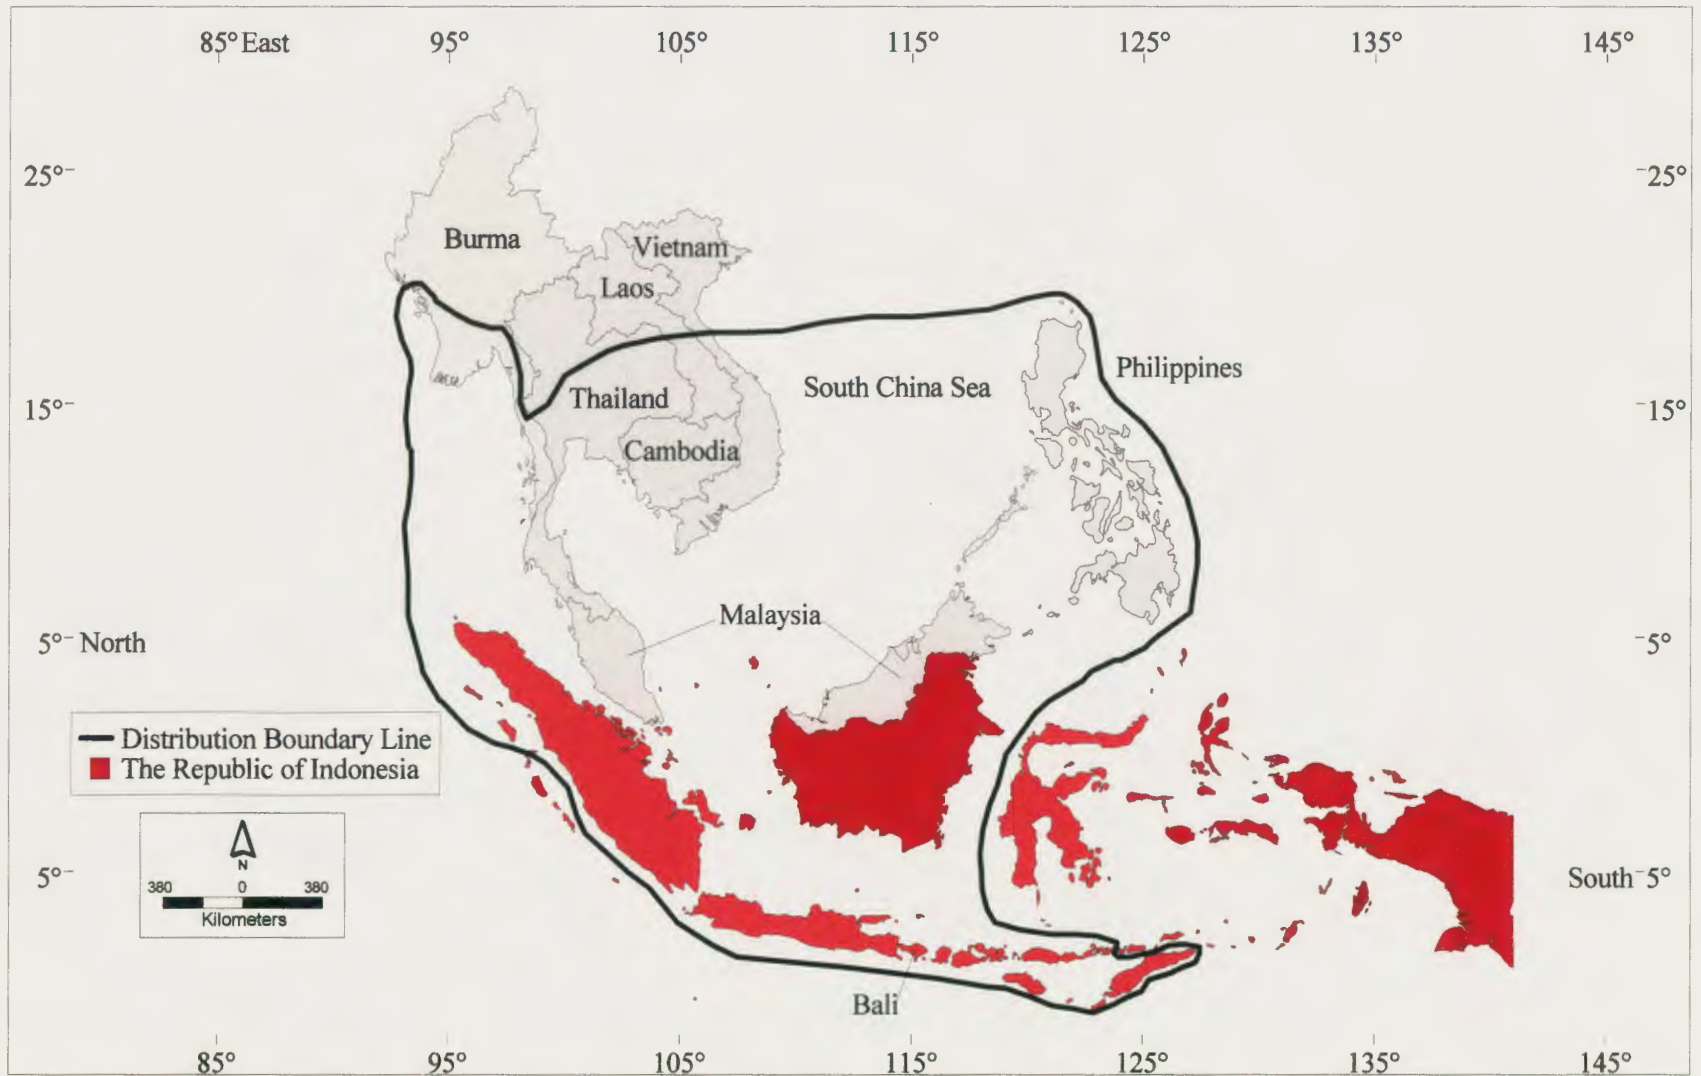 85° East 95° 105° 115° 125° 135° 145°
25° 25°
Burma
Vietnam
Laos
Philippines
South China Sea
Thailand
15° 15°
Cambodia
Malaysia
5° North 5°
Distribution Boundary Line
The Republic of Indonesia
N
380 0 380
Kilometers
5° South 5°
Bali
85° 95° 105° 115° 125° 135° 145°